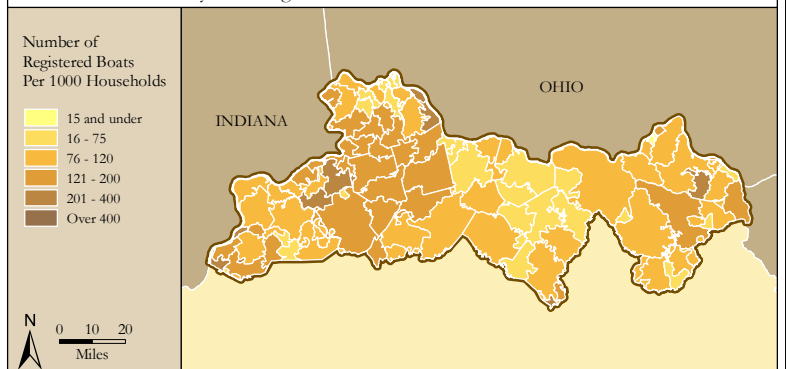 Number of
Registered Boats
Per 1000 Households
15 and under
16 - 75
76 - 120
121 - 200
201 - 400
Over 400
N
0 10 20
Miles
INDIANA
OHIO